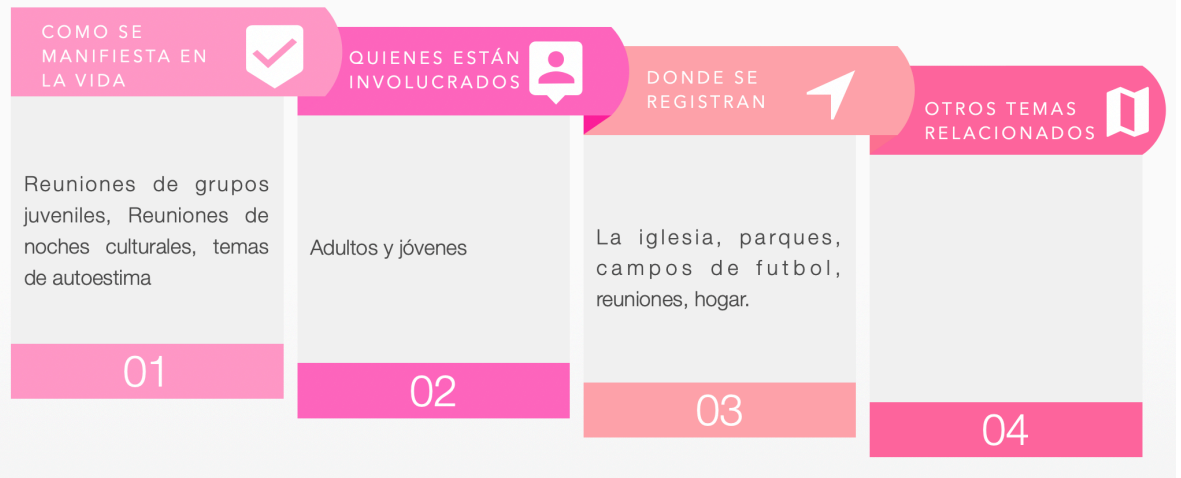 COMO SE
MANIFIESTA EN
LA VIDA
Reuniones de grupos
juveniles, Reuniones de
noches culturales, temas
de autoestima
01
QUIENES ESTÁN
INVOLUCRADOS
Adultos y jóvenes
02
DONDE SE
REGISTRAN
La iglesia, parques,
campos de futbol,
reuniones, hogar.
03
OTROS TEMAS
RELACIONADOS
04